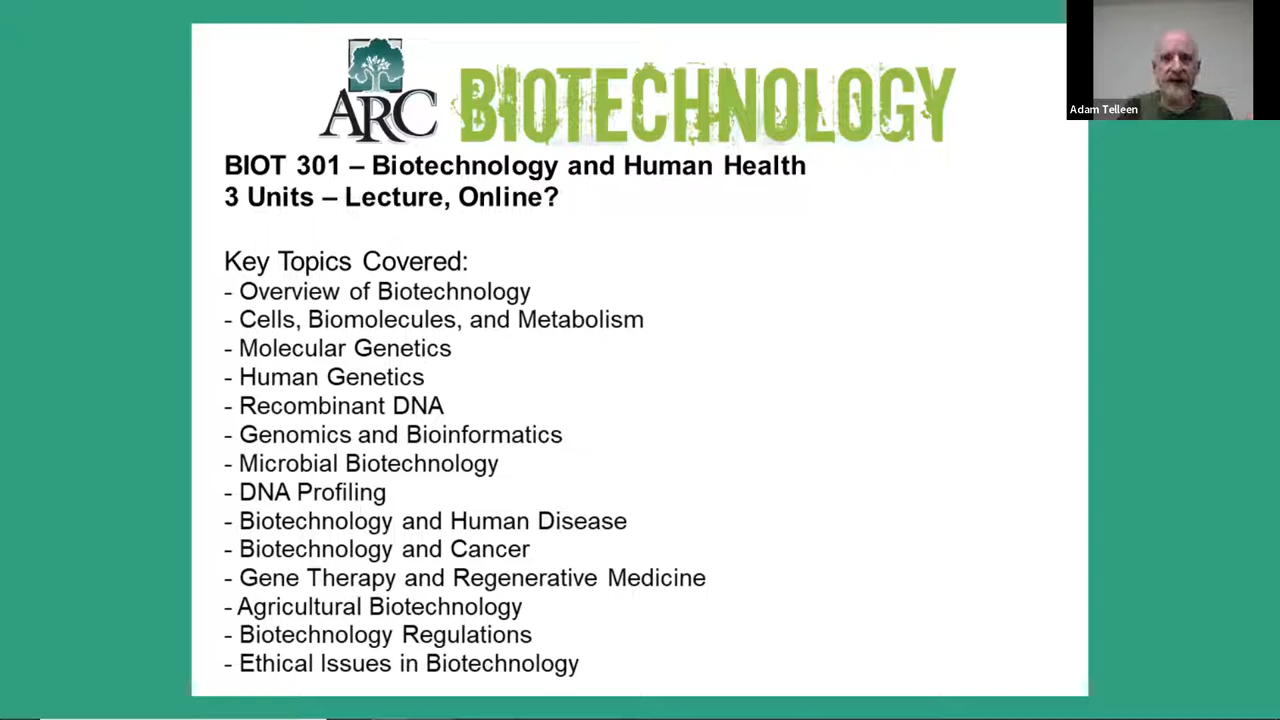 ARC BIOTECHNOLOGY
Adam Telleen
BIOT 301 – Biotechnology and Human Health
3 Units – Lecture, Online?
Key Topics Covered:
- Overview of Biotechnology
- Cells, Biomolecules, and Metabolism
- Molecular Genetics
- Human Genetics
- Recombinant DNA
- Genomics and Bioinformatics
- Microbial Biotechnology
- DNA Profiling
- Biotechnology and Human Disease
- Biotechnology and Cancer
- Gene Therapy and Regenerative Medicine
- Agricultural Biotechnology
- Biotechnology Regulations
- Ethical Issues in Biotechnology